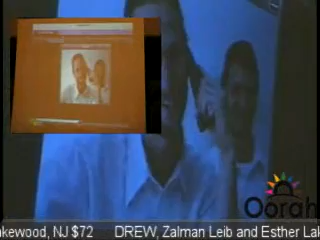 Oorah
akewood, NJ $72 DREW, Zalman Leib and Esther Lak